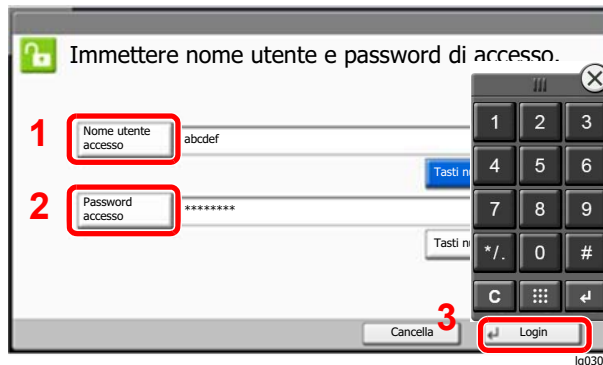 Immettere nome utente e password di accesso.
1
Nome utente
accesso
abcdef
Tasti
2
Password
accesso
********
Tasti
1 2 3
4 5 6
7 8 9
*/. 0 #
C
3
Cancella
Login